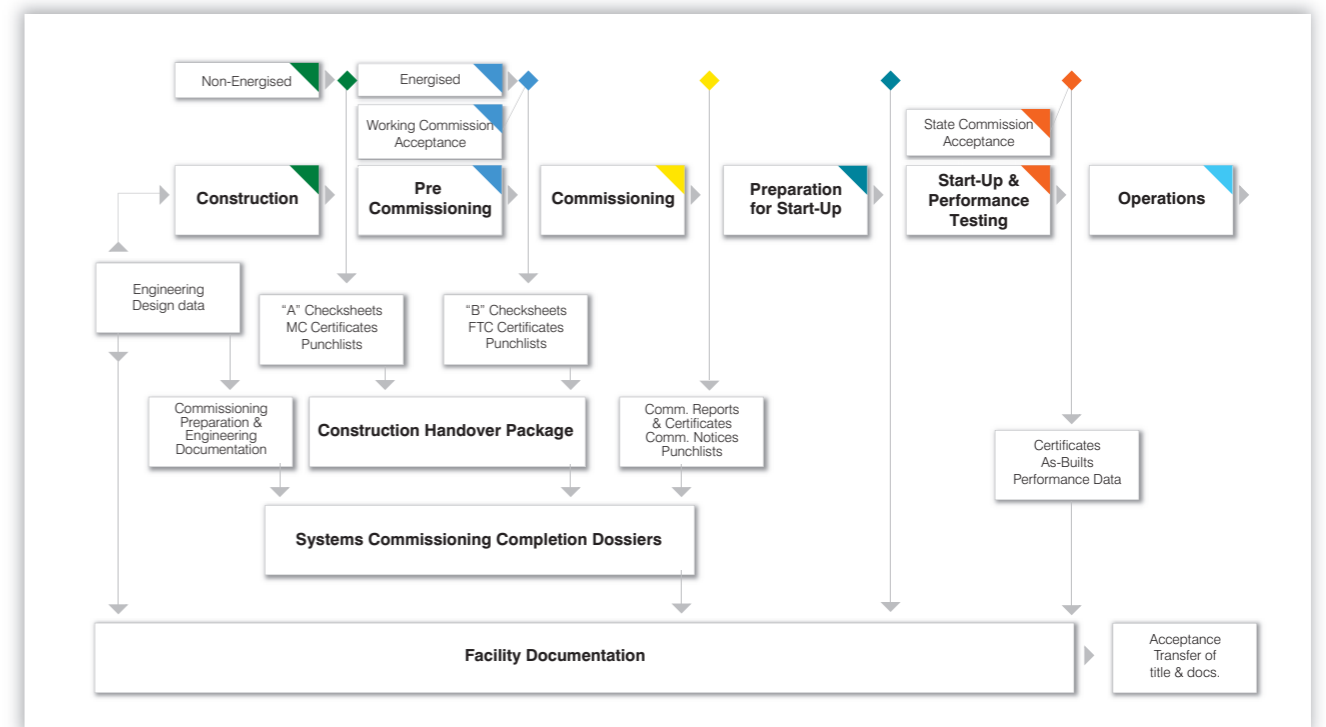 Non-Energised
Energised
Working Commission
Acceptance
State Commission
Acceptance
Construction
Pre
Commissioning
Commissioning
Preparation
for Start-Up
Start-Up &
Performance
Testing
Operations
Engineering
Design data
“A” Checksheets
MC Certificates
Punchlists
“B” Checksheets
FTC Certificates
Punchlists
Commissioning
Preparation &
Engineering
Documentation
Construction Handover Package
Comm. Reports
& Certificates
Comm. Notices
Punchlists
Certificates
As-Builts
Performance Data
Systems Commissioning Completion Dossiers
Facility Documentation
Acceptance
Transfer of
title & docs.